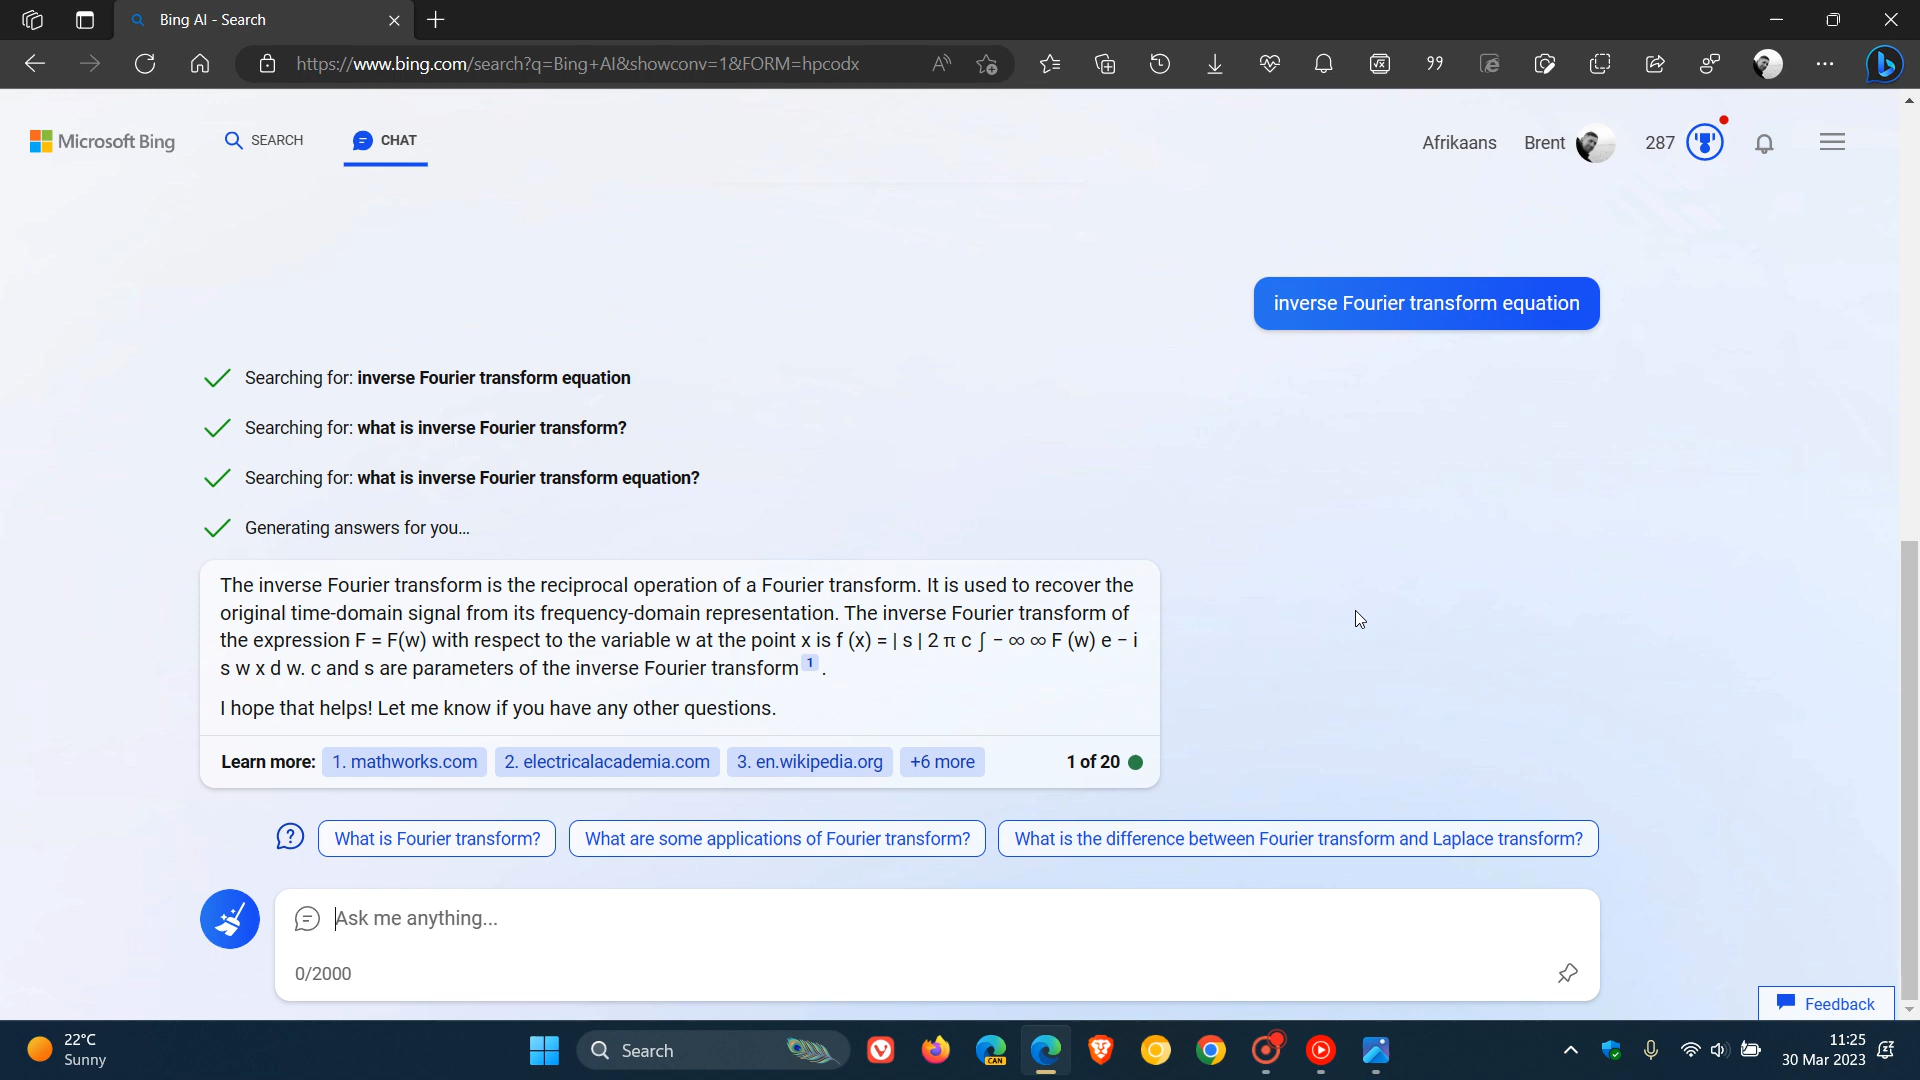 Bing AI - Search
https://www.bing.com/search?q=Bing+AI&showconv=1&FORM=hpcodx
Microsoft Bing
SEARCH
CHAT
Afrikaans
Brent
287
inverse Fourier transform equation
Searching for: inverse Fourier transform equation
Searching for: what is inverse Fourier transform?
Searching for: what is inverse Fourier transform equation?
Generating answers for you...
The inverse Fourier transform is the reciprocal operation of a Fourier transform. It is used to recover the
original time-domain signal from its frequency-domain representation. The inverse Fourier transform of
the expression F = F(w) with respect to the variable w at the point x is f (x) = | s | 2 π c ∫ − ∞ ∞ F (w) e − i
s w x d w. c and s are parameters of the inverse Fourier transform 1 .
I hope that helps! Let me know if you have any other questions.
Learn more: 1. mathworks.com 2. electricalacademia.com 3. en.wikipedia.org +6 more 1 of 20
What is Fourier transform?
What are some applications of Fourier transform?
What is the difference between Fourier transform and Laplace transform?
Ask me anything...
0/2000
Feedback
22°C
Sunny
Search
CAN
11:25
30 Mar 2023